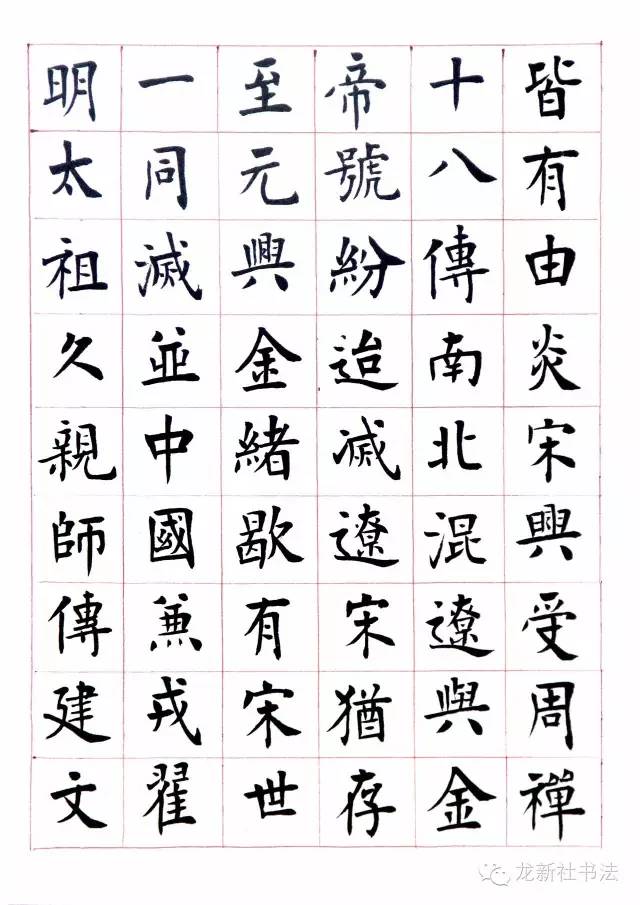 皆有由炎宋興受周禪
十八傳南北混遼與金
帝號紛迨滅遼宋猶存
至元興金緒歇有宋世
一同滅並中國兼戎翟
明太祖久親師傳建文
龙新社书法